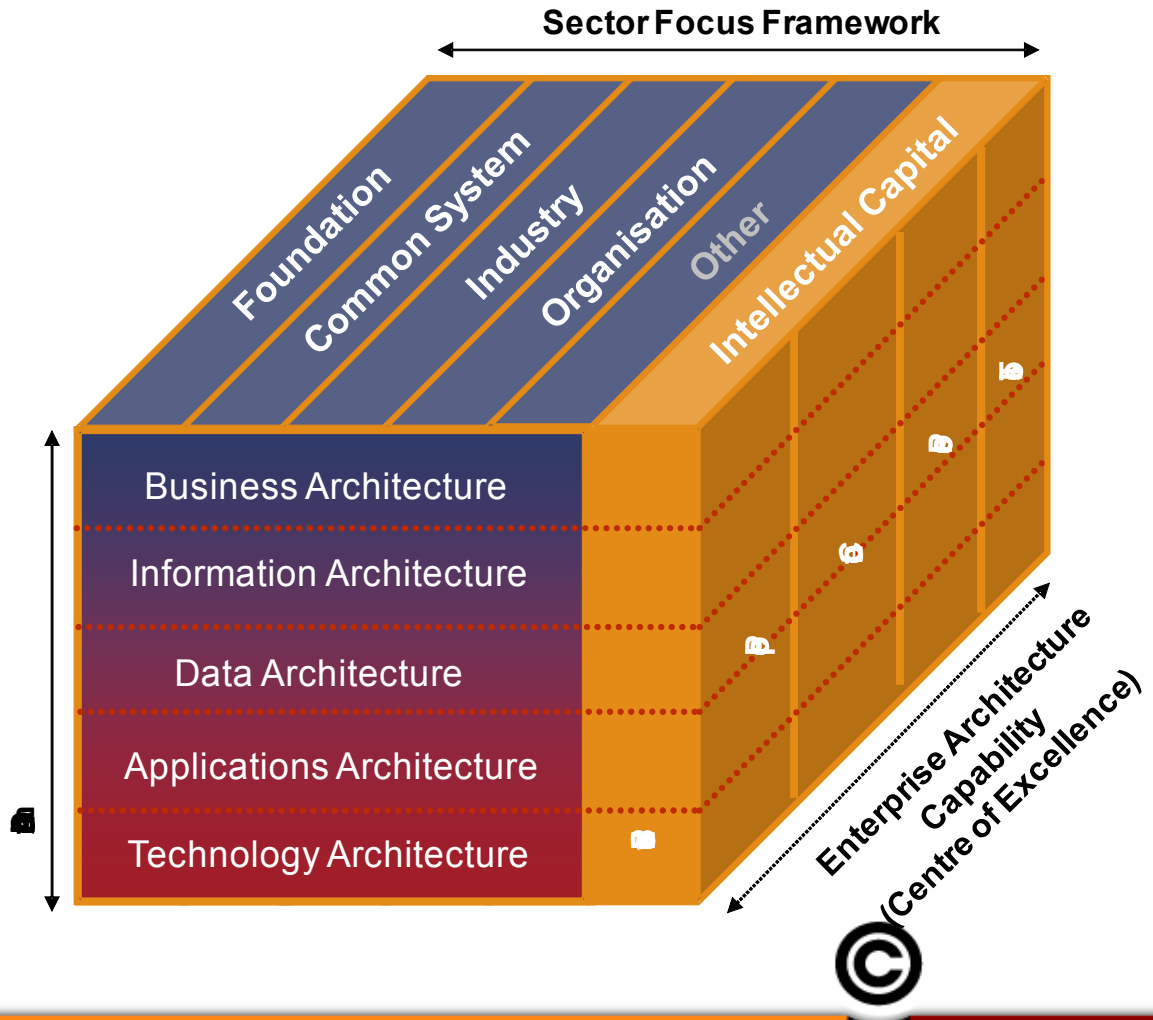 Sector Focus Framework
Foundation
Common System
Industry
Organisation
Other
Intellectual Capital
Business Architecture
Information Architecture
Data Architecture
Applications Architecture
Technology Architecture
Enterprise Architecture
Capability
(Centre of Excellence)
©